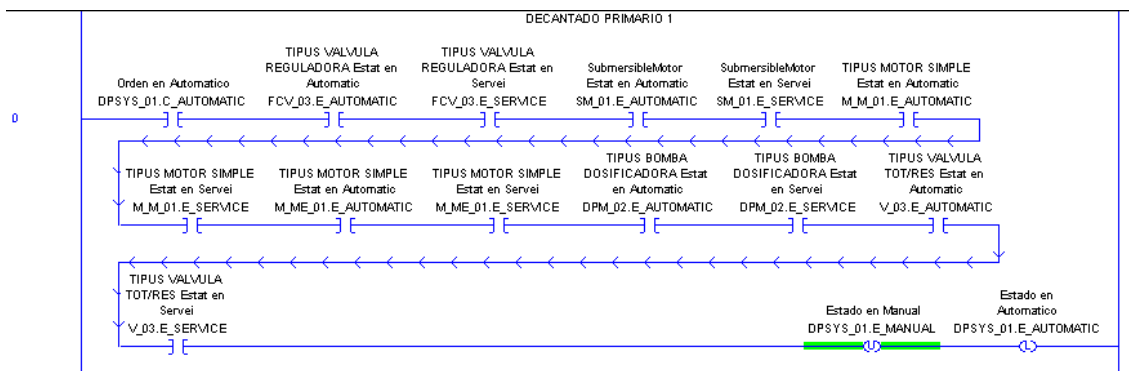 DECANTADO PRIMARIO 1
0
Orden en Automatico
DPSYS_01.C_AUTOMATIC
TIPUS VALVULA
REGULADORA Estat en
Automatic
FCV_03.E_AUTOMATIC
TIPUS VALVULA
REGULADORA Estat en
Servei
FCV_03.E_SERVICE
SubmersibleMotor
Estat en Automatic
SM_01.E_AUTOMATIC
SubmersibleMotor
Estat en Servei
SM_01.E_SERVICE
TIPUS MOTOR SIMPLE
Estat en Automatic
M_M_01.E_AUTOMATIC
TIPUS MOTOR SIMPLE
Estat en Servei
M_M_01.E_SERVICE
TIPUS MOTOR SIMPLE
Estat en Automatic
M_ME_01.E_AUTOMATIC
TIPUS MOTOR SIMPLE
Estat en Servei
M_ME_01.E_SERVICE
TIPUS BOMBA
DOSIFICADORA Estat
en Automatic
DPM_02.E_AUTOMATIC
TIPUS BOMBA
DOSIFICADORA Estat
en Servei
DPM_02.E_SERVICE
TIPUS VALVULA
TOT/RES Estat en
Automatic
V_03.E_AUTOMATIC
TIPUS VALVULA
TOT/RES Estat en
Servei
V_03.E_SERVICE
Estado en Manual
DPSYS_01.E_MANUAL
U
Estado en
Automatico
DPSYS_01.E_AUTOMATIC
L